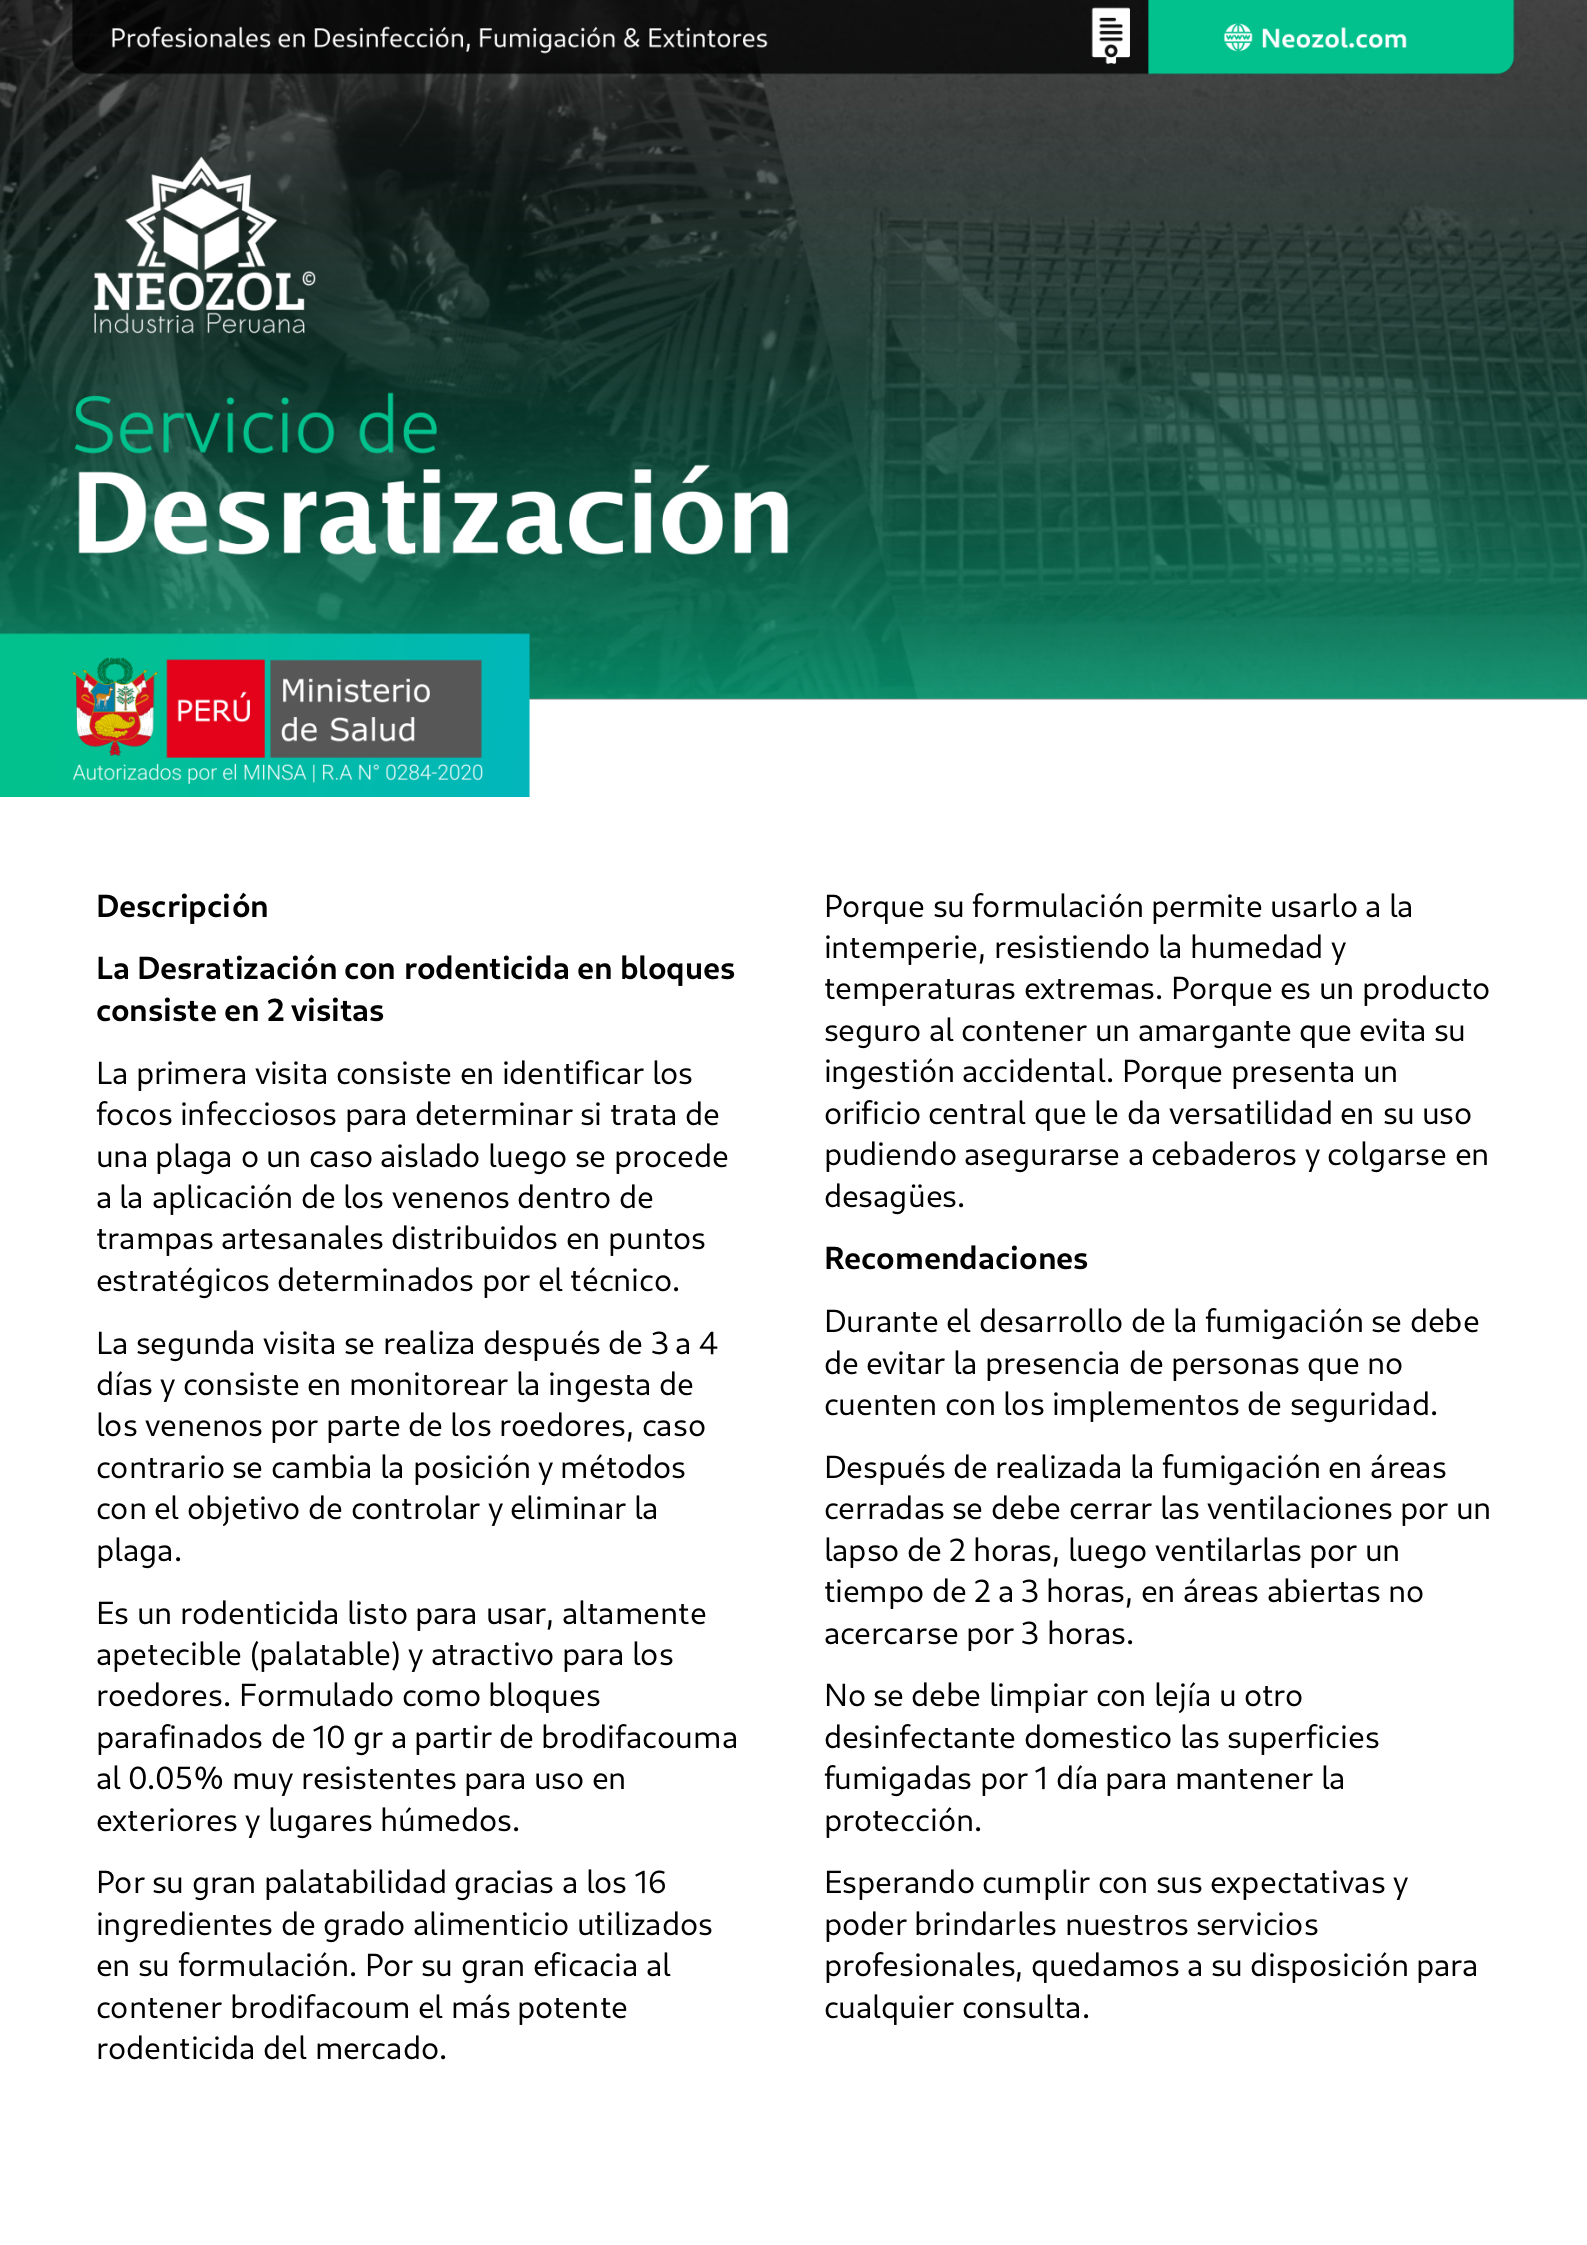 Profesionales en Desinfección, Fumigación & Extintores
www
Neozol.com
NEOZOL©
Industria Peruana
Servicio de
Desratización
PERÚ
Ministerio
de Salud
Autorizados por el MINSA | R.A N° 0284-2020
Descripción
La Desratización con rodenticida en bloques
consiste en 2 visitas
La primera visita consiste en identificar los
focos infecciosos para determinar si trata de
una plaga o un caso aislado luego se procede
a la aplicación de los venenos dentro de
trampas artesanales distribuidos en puntos
estratégicos determinados por el técnico.
La segunda visita se realiza después de 3 a 4
días y consiste en monitorear la ingesta de
los venenos por parte de los roedores, caso
contrario se cambia la posición y métodos
con el objetivo de controlar y eliminar la
plaga.
Es un rodenticida listo para usar, altamente
apetecible (palatable) y atractivo para los
roedores. Formulado como bloques
parafinados de 10 gr a partir de brodifacouma
al 0.05% muy resistentes para uso en
exteriores y lugares húmedos.
Por su gran palatabilidad gracias a los 16
ingredientes de grado alimenticio utilizados
en su formulación. Por su gran eficacia al
contener brodifacoum el más potente
rodenticida del mercado.
Porque su formulación permite usarlo a la
intemperie, resistiendo la humedad y
temperaturas extremas. Porque es un producto
seguro al contener un amargante que evita su
ingestión accidental. Porque presenta un
orificio central que le da versatilidad en su uso
pudiendo asegurarse a cebaderos y colgarse en
desagües.
Recomendaciones
Durante el desarrollo de la fumigación se debe
de evitar la presencia de personas que no
cuenten con los implementos de seguridad.
Después de realizada la fumigación en áreas
cerradas se debe cerrar las ventilaciones por un
lapso de 2 horas, luego ventilarlas por un
tiempo de 2 a 3 horas, en áreas abiertas no
acercarse por 3 horas.
No se debe limpiar con lejía u otro
desinfectante domestico las superficies
fumigadas por 1 día para mantener la
protección.
Esperando cumplir con sus expectativas y
poder brindarles nuestros servicios
profesionales, quedamos a su disposición para
cualquier consulta.